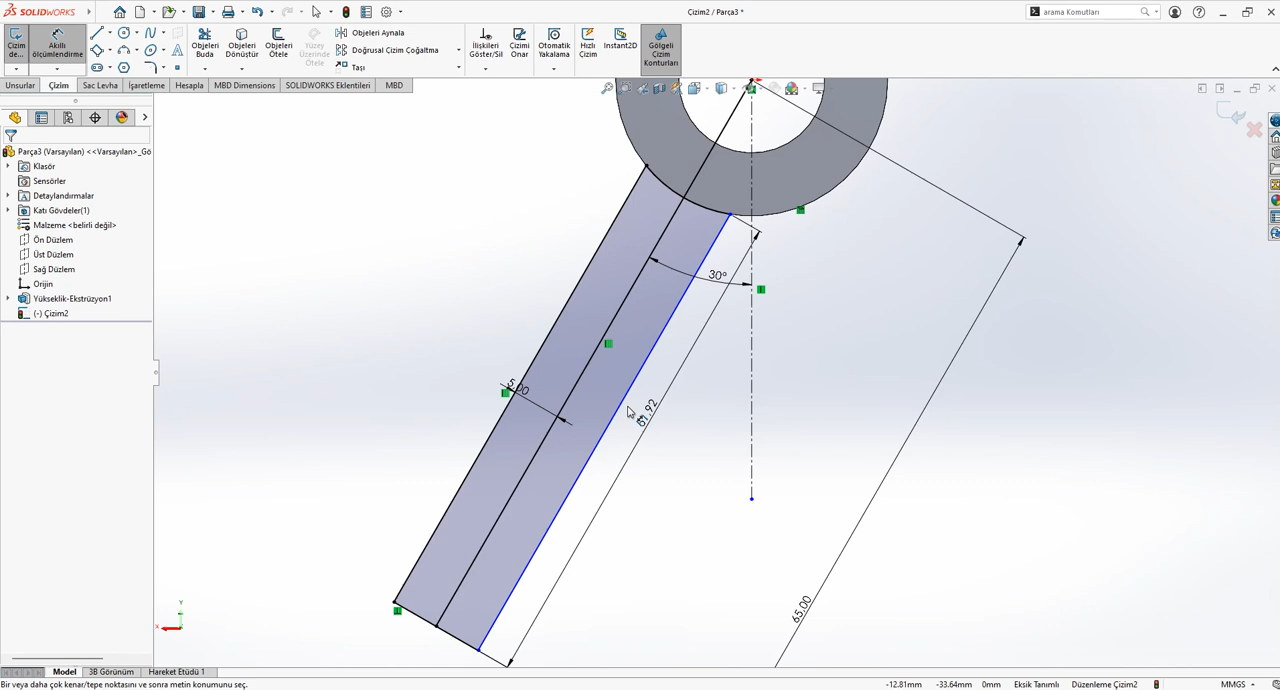 SOLIDWORKS
Çizim2 / Parça3 *
arama Komutları
Çizim de...
Akıllı ölçümlendirme
Objeleri Buda
Objeleri Dönüştür
Objeleri Ötele
Yüzey Üzerinde Ötele
Objeleri Aynala
Doğrusal Çizim Çoğaltma
Taşı
İlişkileri Göster/Sil
Çizimi Onar
Otomatik Yakalama
Hızlı Çizim
Instant2D
Gölgeli Çizim Konturları
Unsurlar
Çizim
Sac Levha
İşaretleme
Hesapla
MBD Dimensions
SOLIDWORKS Eklentileri
MBD
Parça3 (Varsayılan) <<Varsayılan>_Gö
Klasör
Sensörler
Detaylandırmalar
Katı Gövdeler(1)
Malzeme <belirli değil>
Ön Düzlem
Üst Düzlem
Sağ Düzlem
Orijin
Yükseklik-Ekstrüzyon1
(-) Çizim2
30°
5.00
61.92
65.00
Y
X
Model
3B Görünüm
Hareket Etüdü 1
Bir veya daha çok kenar/tepe noktasını ve sonra metin konumunu seç.
-12.81mm
-33.64mm
0mm
Eksik Tanımlı
Düzenleme Çizim2
MMGS